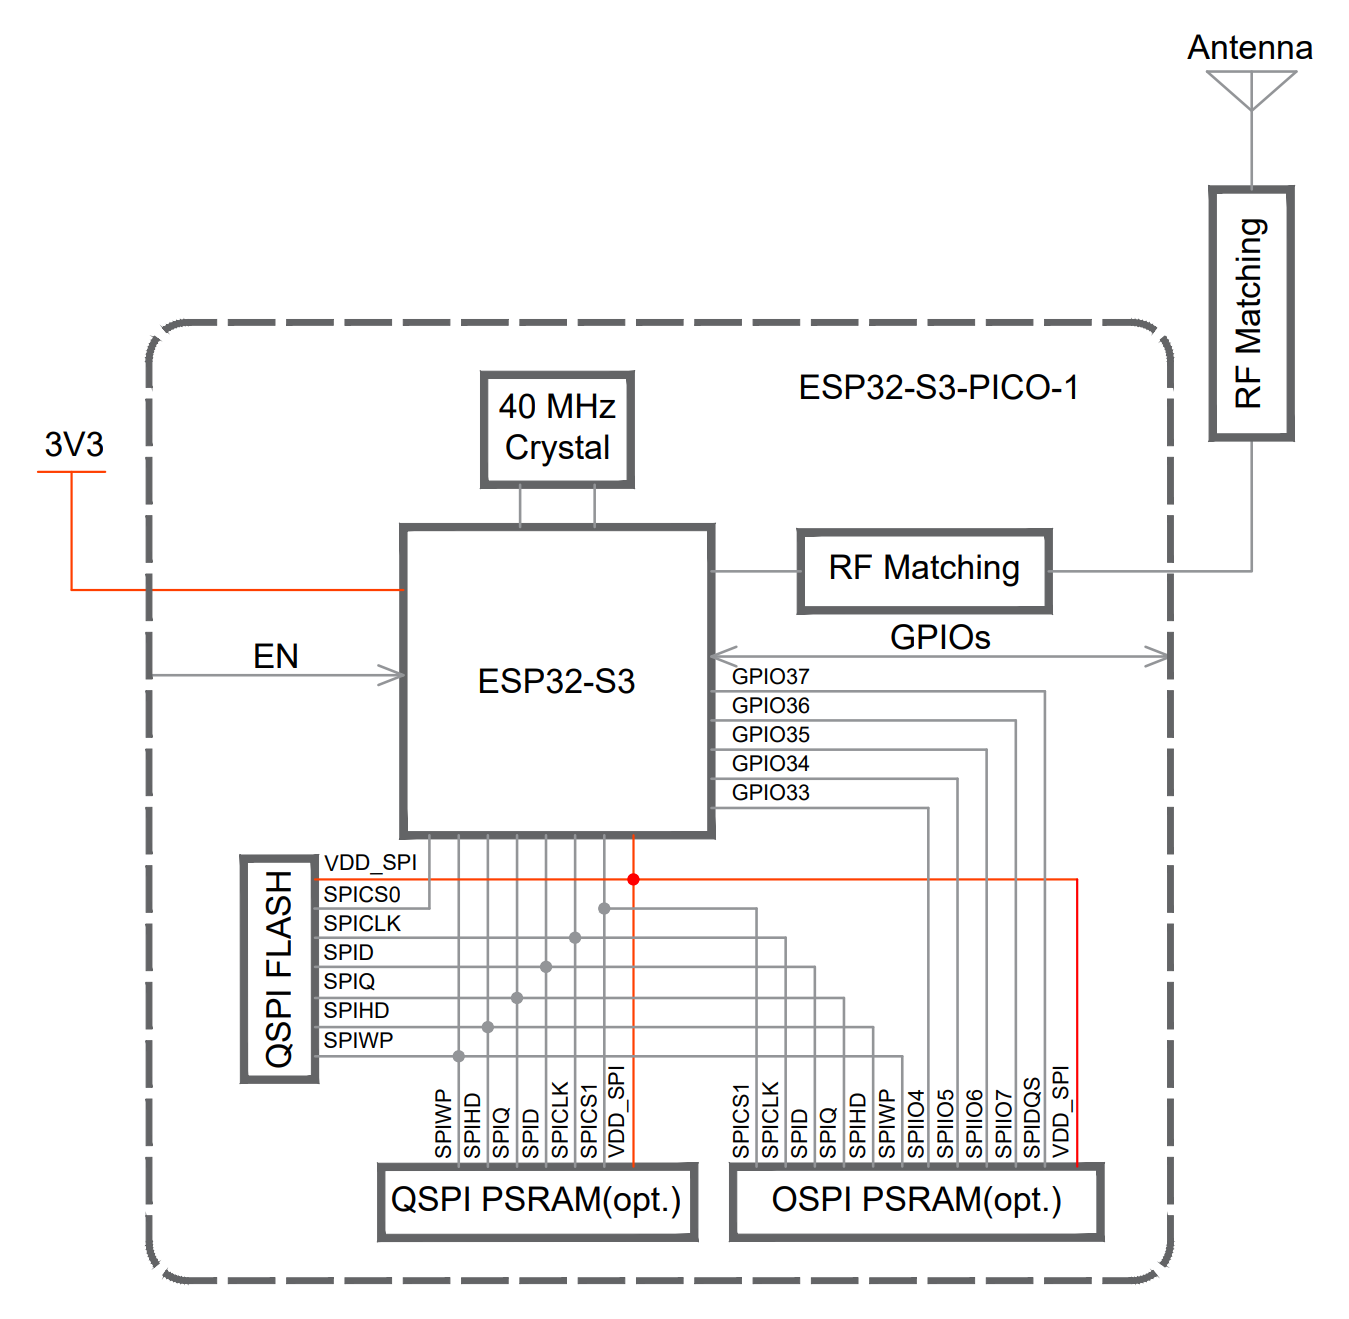 Antenna
RF Matching
ESP32-S3-PICO-1
40 MHz
Crystal
3V3
RF Matching
EN
GPIOs
ESP32-S3
GPIO37
GPIO36
GPIO35
GPIO34
GPIO33
QSPI FLASH
VDD_SPI
SPICS0
SPICLK
SPID
SPIQ
SPIHD
SPIWP
SPIWP
SPIHD
SPIQ
SPID
SPICLK
SPICS1
VDD_SPI
SPICS1
SPICLK
SPID
SPIQ
SPIHD
SPIWP
SPIIO4
SPIIO5
SPIIO6
SPIIO7
SPIDQS
VDD_SPI
QSPI PSRAM(opt.)
OSPI PSRAM(opt.)